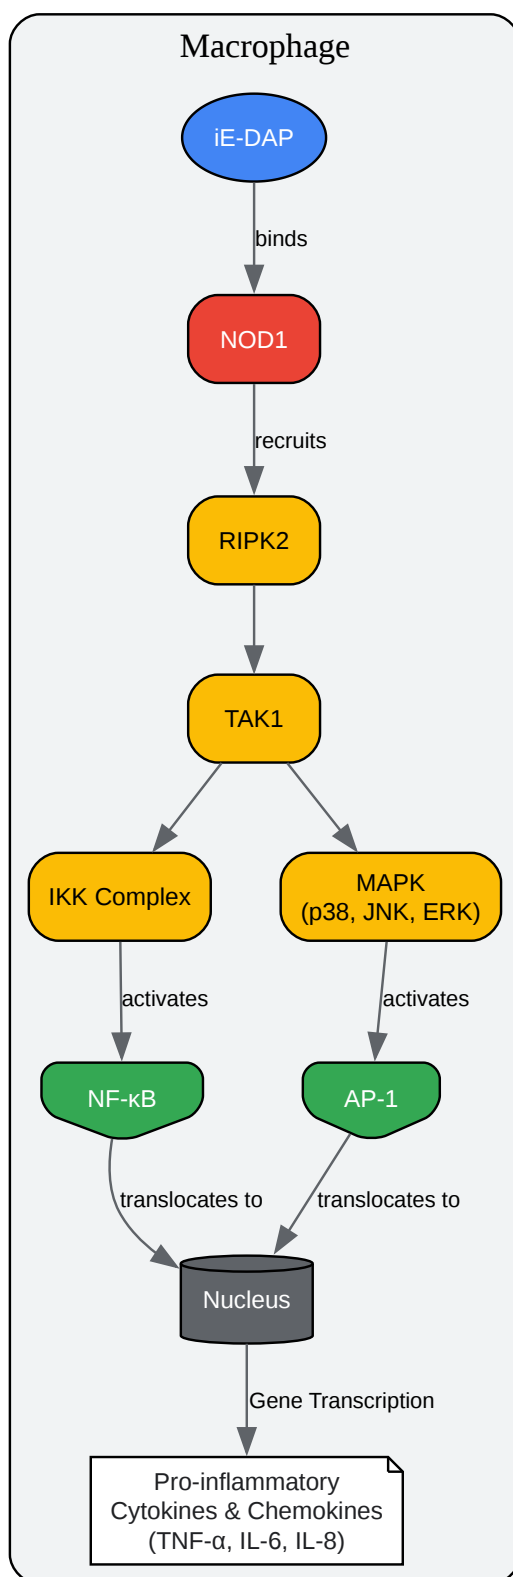 Macrophage
iE-DAP
binds
NOD1
recruits
RIPK2
TAK1
IKK Complex
MAPK
(p38, JNK, ERK)
activates
activates
NF-κB
AP-1
translocates to
translocates to
Nucleus
Gene Transcription
Pro-inflammatory
Cytokines & Chemokines
(TNF-α, IL-6, IL-8)